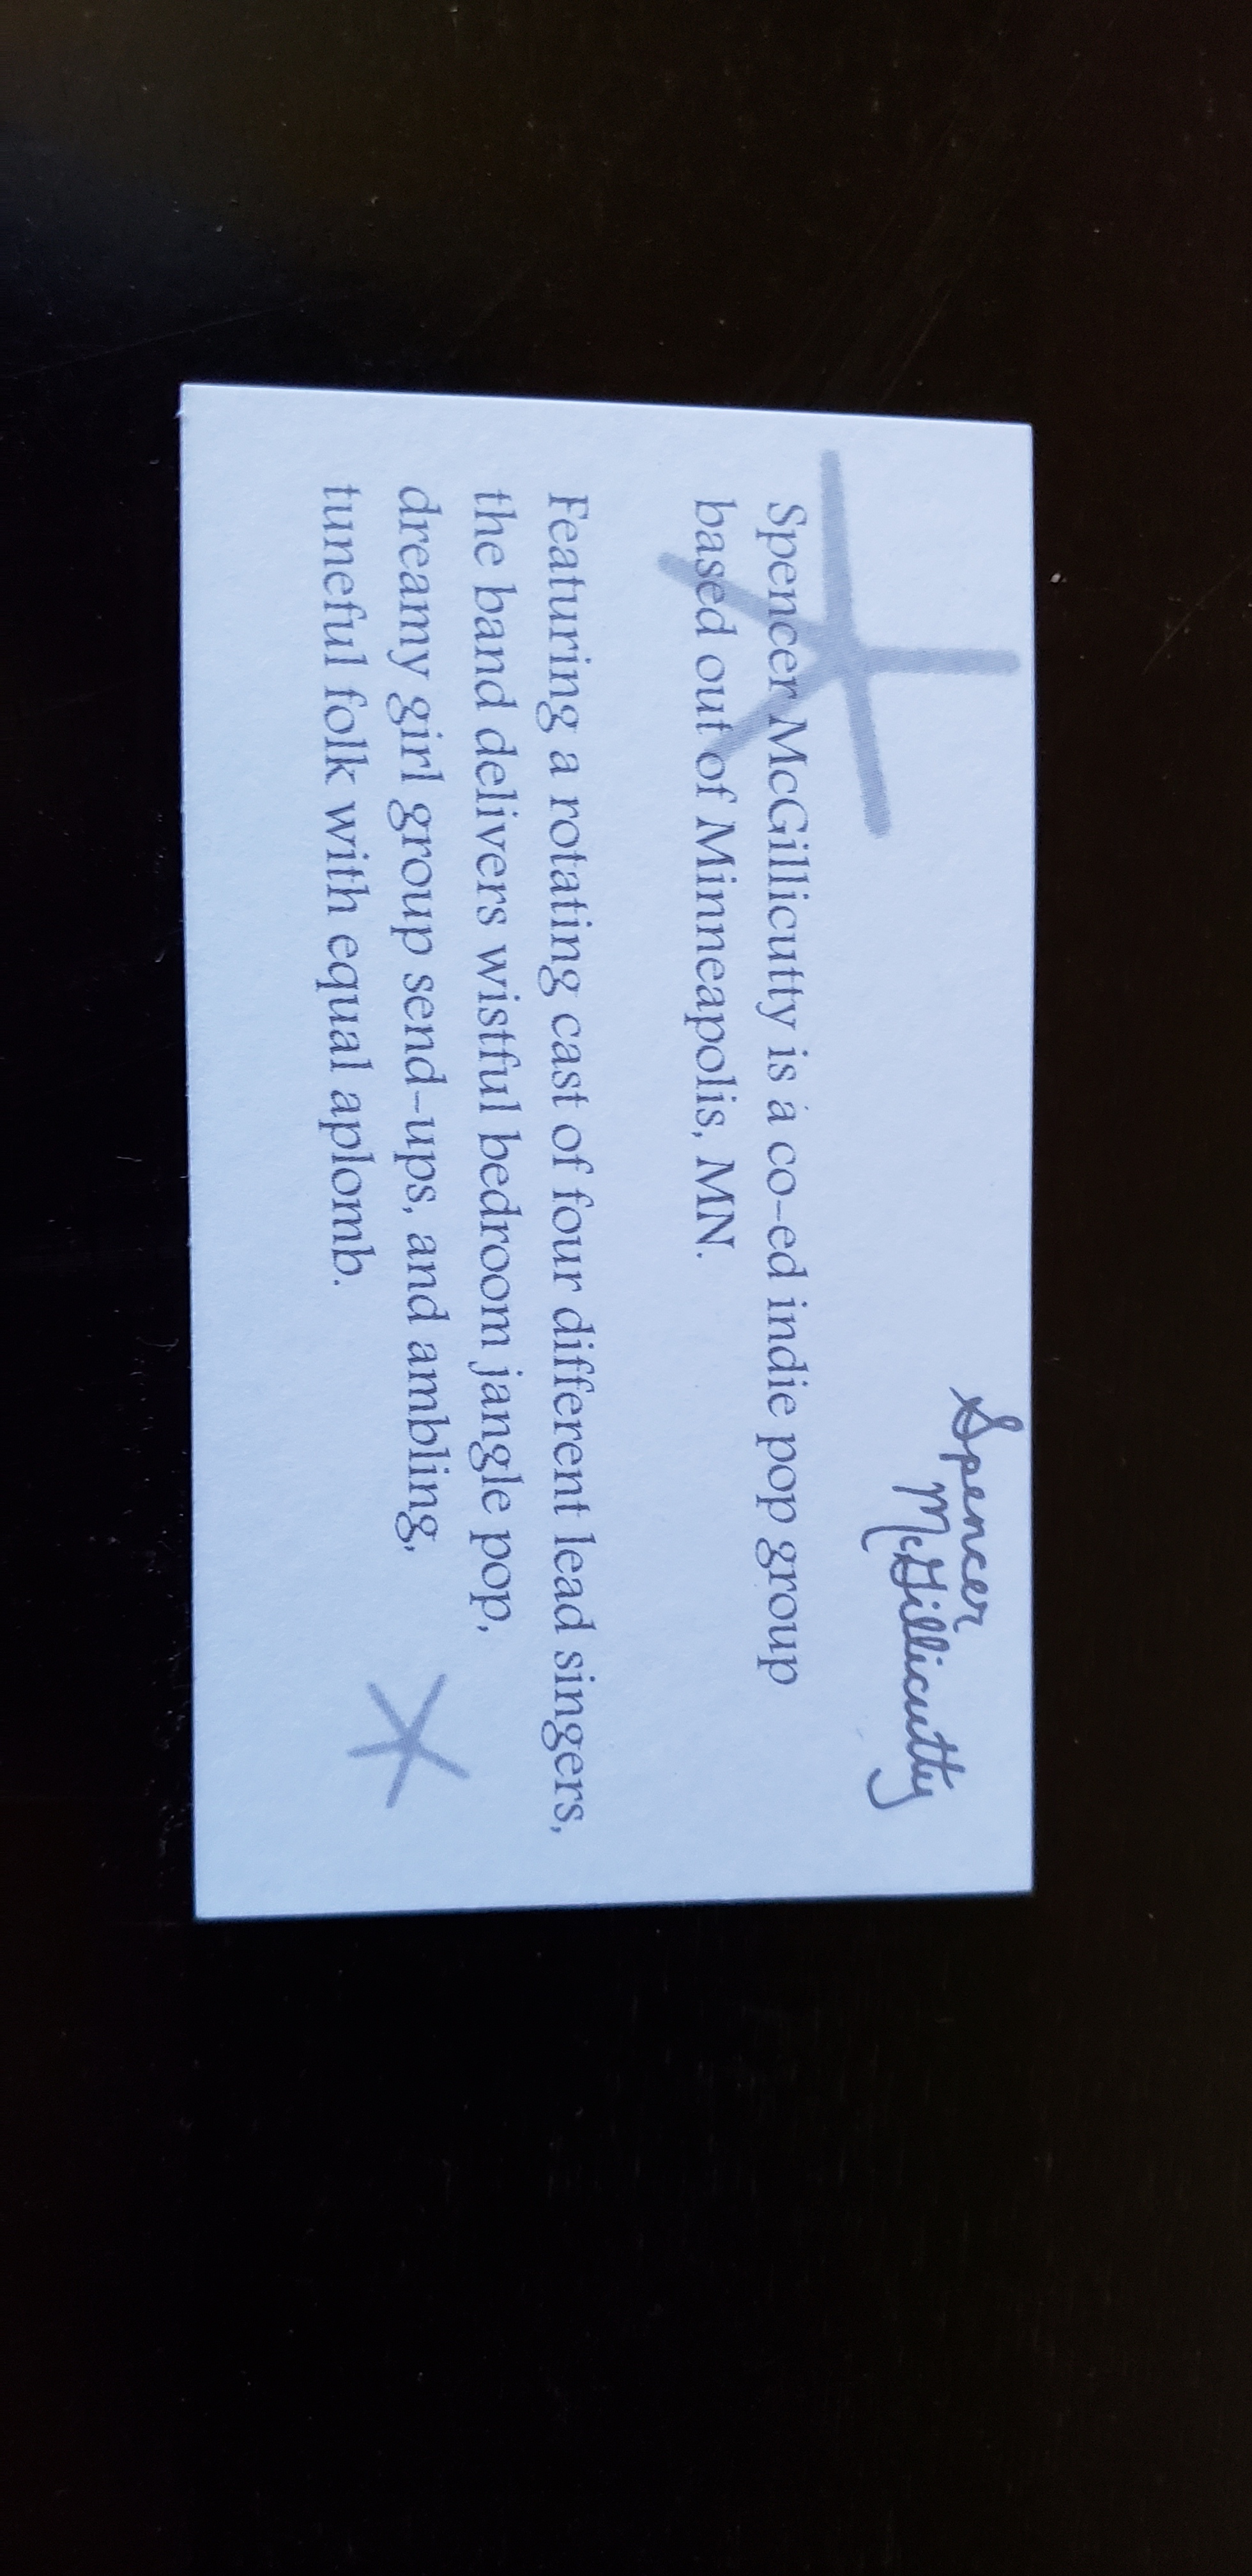 Spencer
McGillicutty
Spencer McGillicutty is a co-ed indie pop group
based out of Minneapolis, MN.
Featuring a rotating cast of four different lead singers,
the band delivers wistful bedroom jangle pop,
dreamy girl group send-ups, and ambling,
tuneful folk with equal aplomb.